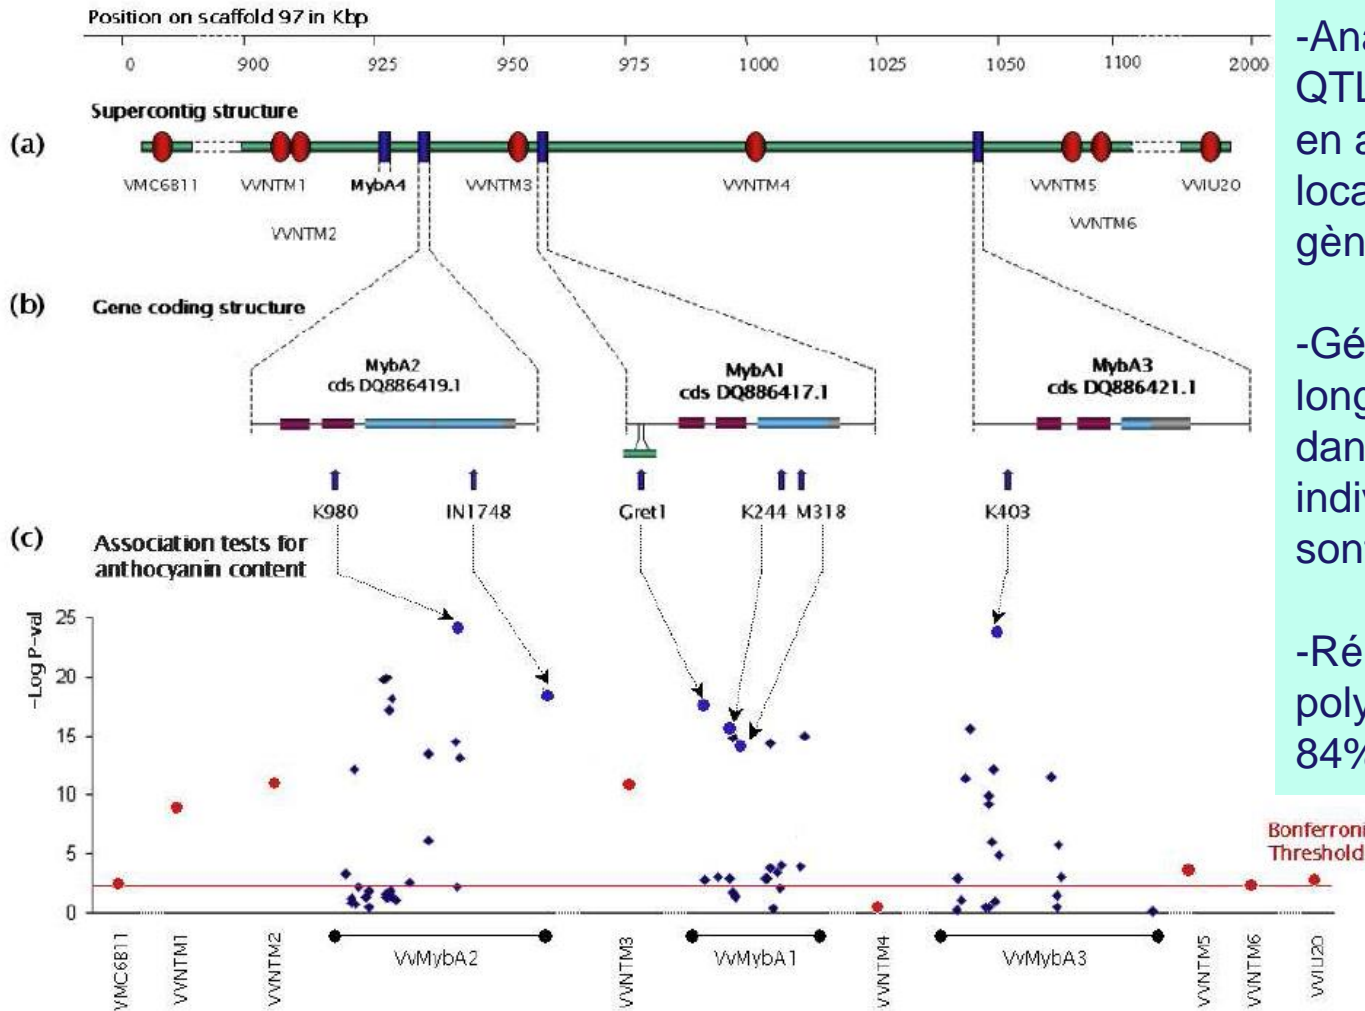 Position on scaffold 97 in Kbp
0 900 925 950 975 1000 1025 1050 1100 2000
Supercontig structure
(a)
VMC6B11 VVNTM1 MybA4 VVNTM3 VVNTM4 VVNTM5 VVIU20
VVNTM2 VVNTM6
(b) Gene coding structure
MybA2
cds DQ886419.1
MybA1
cds DQ886417.1
MybA3
cds DQ886421.1
K980 IN1748 Gret1 K244 M318 K403
(c) Association tests for
anthocyanin content
-Log P-val
25
20
15
10
5
0
Bonferroni
Threshold
VMC6B11 VVNTM1 VVNTM2 VvMybA2 VVNTM3 VvMybA1 VVNTM4 VvMybA3 VVNTM5 VVNTM6 VVIU20
-Ana
QTL
en a
loca
gèn
-Gé
long
dan
indiv
son
-Ré
poly
84%